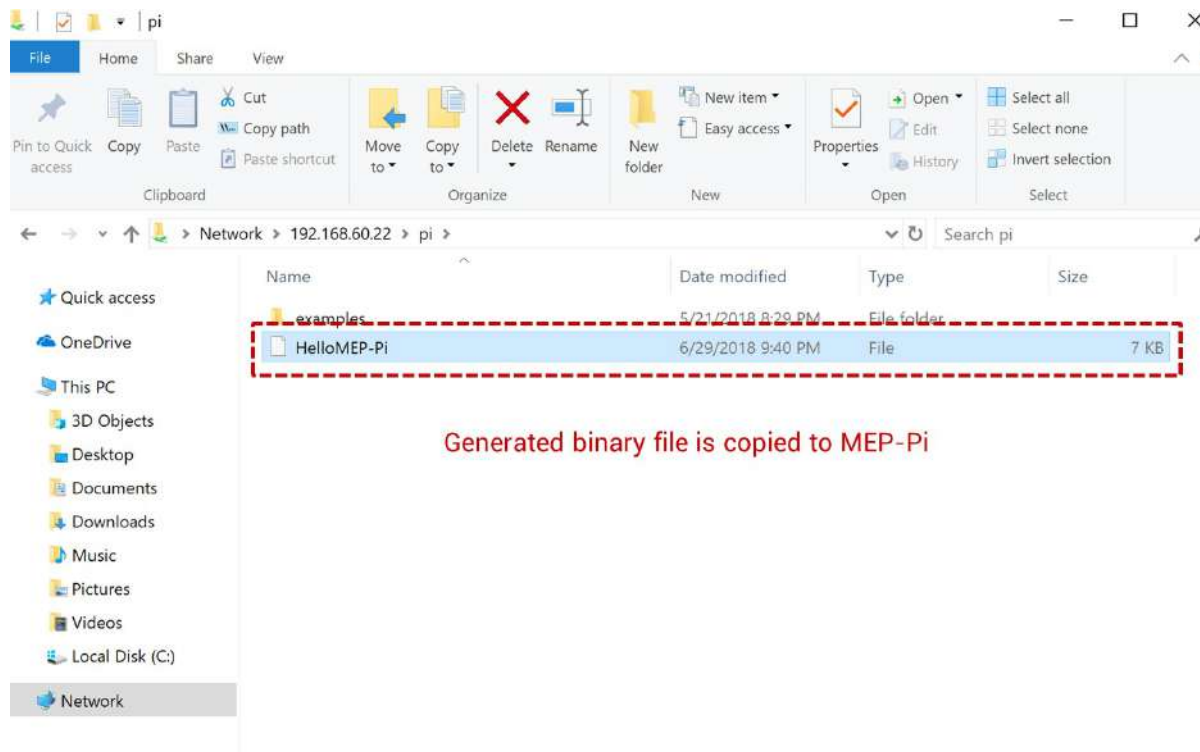 pi
File Home Share View
Pin to Quick access
Copy
Paste
Cut
Copy path
Paste shortcut
Clipboard
Move to
Copy to
Delete
Rename
Organize
New folder
New item
Easy access
New
Properties
Open
Edit
History
Open
Select all
Select none
Invert selection
Select
Network > 192.168.60.22 > pi >
Search pi
Name Date modified Type Size
examples 5/21/2018 8:29 PM File folder
HelloMEP-Pi 6/29/2018 9:40 PM File 7 KB
Generated binary file is copied to MEP-Pi
Quick access
OneDrive
This PC
3D Objects
Desktop
Documents
Downloads
Music
Pictures
Videos
Local Disk (C:)
Network